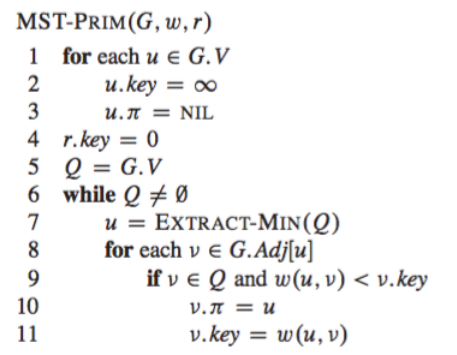 MST-PRIM(G, w, r)
1 for each u ∈ G.V
2 u.key = ∞
3 u.π = NIL
4 r.key = 0
5 Q = G.V
6 while Q ≠ ∅
7 u = EXTRACT-MIN(Q)
8 for each v ∈ G.Adj[u]
9 if v ∈ Q and w(u, v) < v.key
10 v.π = u
11 v.key = w(u, v)